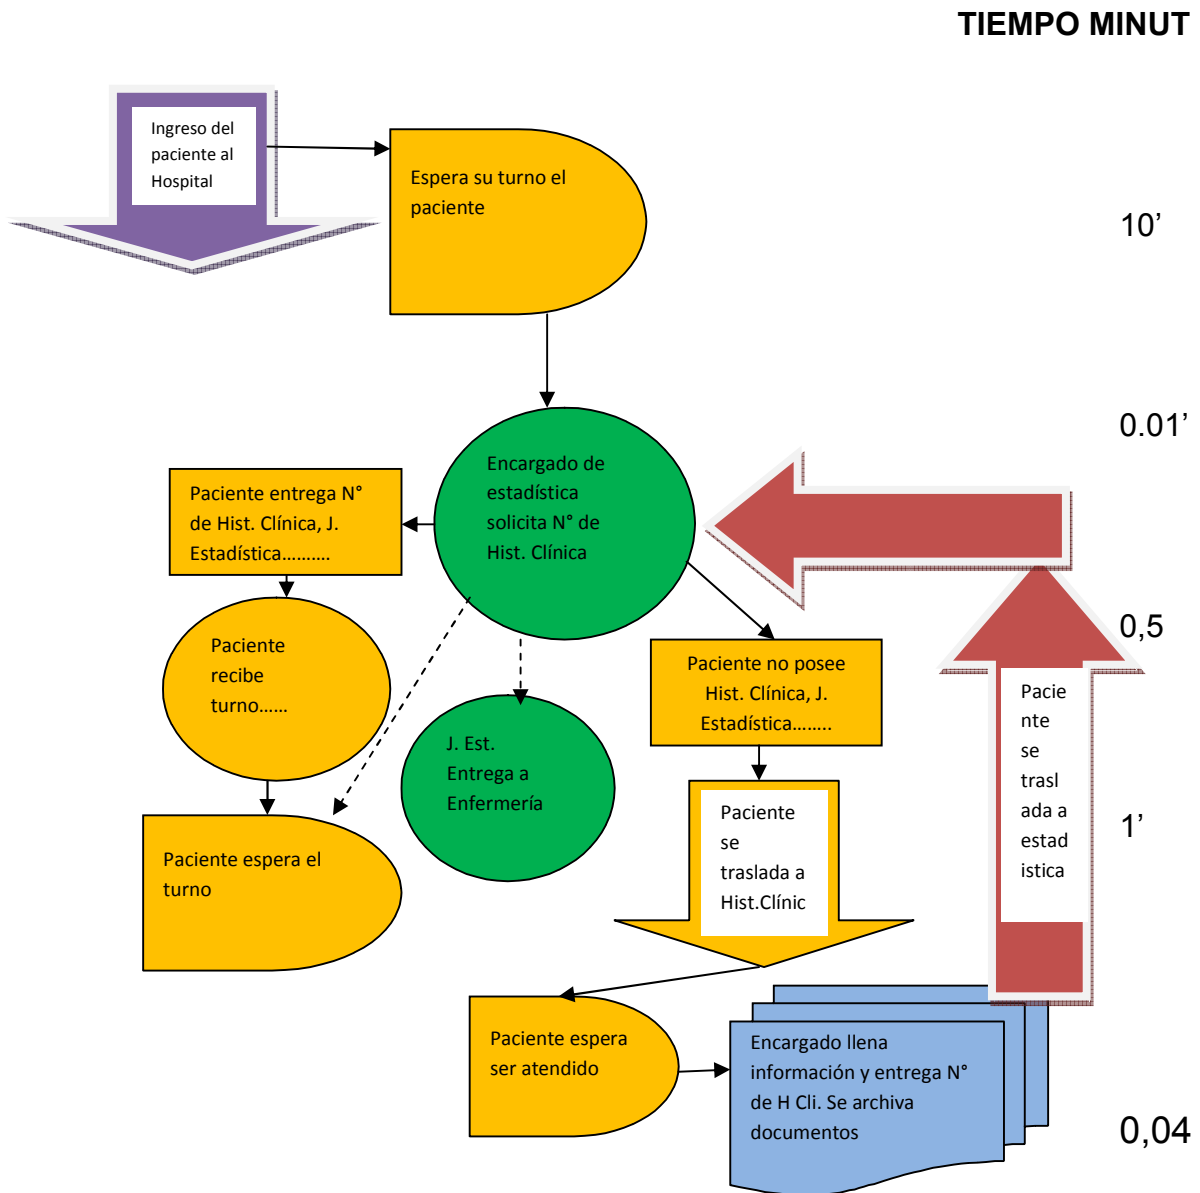 TIEMPO MINUT
Ingreso del
paciente al
Hospital
Espera su turno el
paciente
10’
0.01’
Encargado de
estadística
solicita N° de
Hist. Clínica
Paciente entrega N°
de Hist. Clínica, J.
Estadística……….
Paciente
recibe
turno……
0,5
Paciente no posee
Hist. Clínica, J.
Estadística……..
J. Est.
Entrega a
Enfermería
Pacie
nte
se
trasl
ada a
estad
istica
Paciente
se
traslada a
Hist.Clínic
1’
Paciente espera el
turno
Paciente espera
ser atendido
Encargado llena
información y entrega N°
de H Cli. Se archiva
documentos
0,04